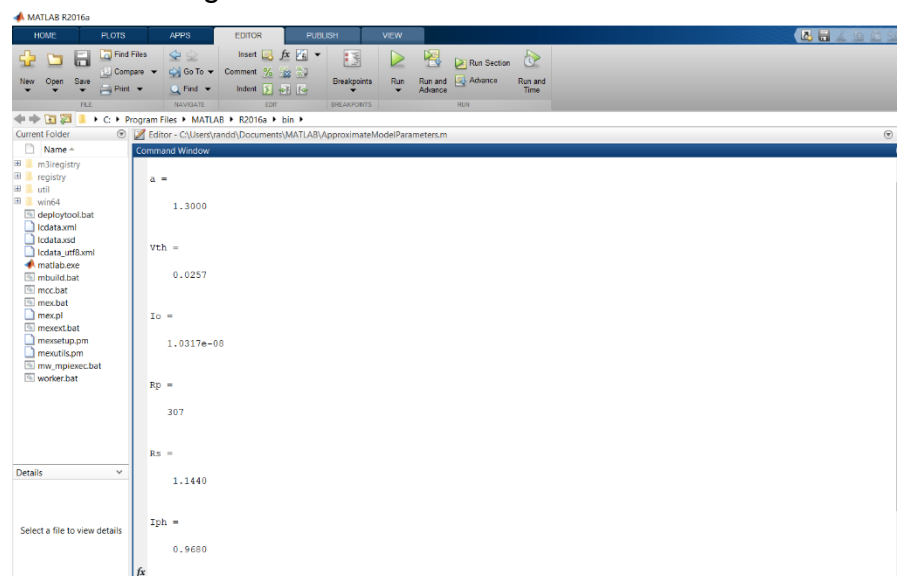 MATLAB R2016a
HOME PLOTS APPS EDITOR PUBLISH VIEW
New Open Save Find Files Compare Print Go To Find Insert fx Comment Indent Breakpoints Run Run and Advance Run Section Advance Run and Time
FILE NAVIGATE EDIT BREAKPOINTS RUN
C: Program Files MATLAB R2016a bin
Current Folder
Name
m3iregistry
registry
util
win64
deploytool.bat
lcdata.xml
lcdata.xsd
lcdata_utf8.xml
matlab.exe
mbuild.bat
mcc.bat
mex.bat
mex.pl
mexext.bat
mexsetup.pm
mexutils.pm
mw_mpiexec.bat
worker.bat
Details
Select a file to view details
Editor - C:\Users\randd\Documents\MATLAB\ApproximateModelParameters.m
Command Window
a =
1.3000
Vth =
0.0257
Io =
1.0317e-08
Rp =
307
Rs =
1.1440
Iph =
0.9680
fx